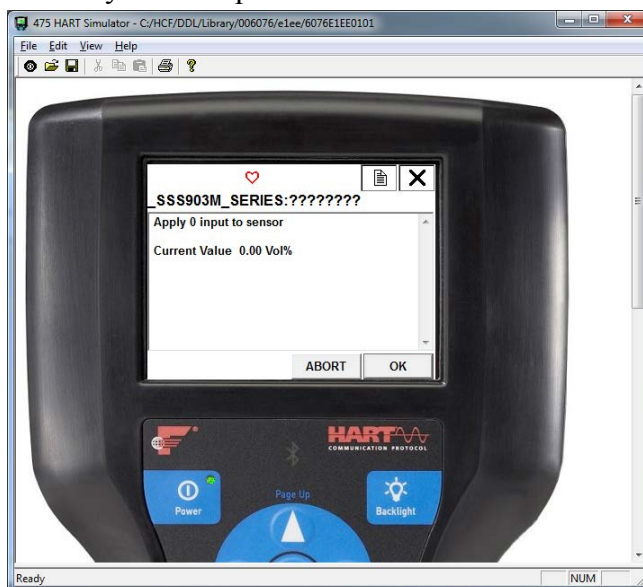 475 HART Simulator - C:/HCF/DDL/Library/006076/e1ee/6076E1EE0101
File Edit View Help
_SSS903M_SERIES:????????
Apply 0 input to sensor
Current Value 0.00 Vol%
ABORT OK
HART
COMMUNICATION PROTOCOL
Power
Page Up
Backlight
Ready
NUM